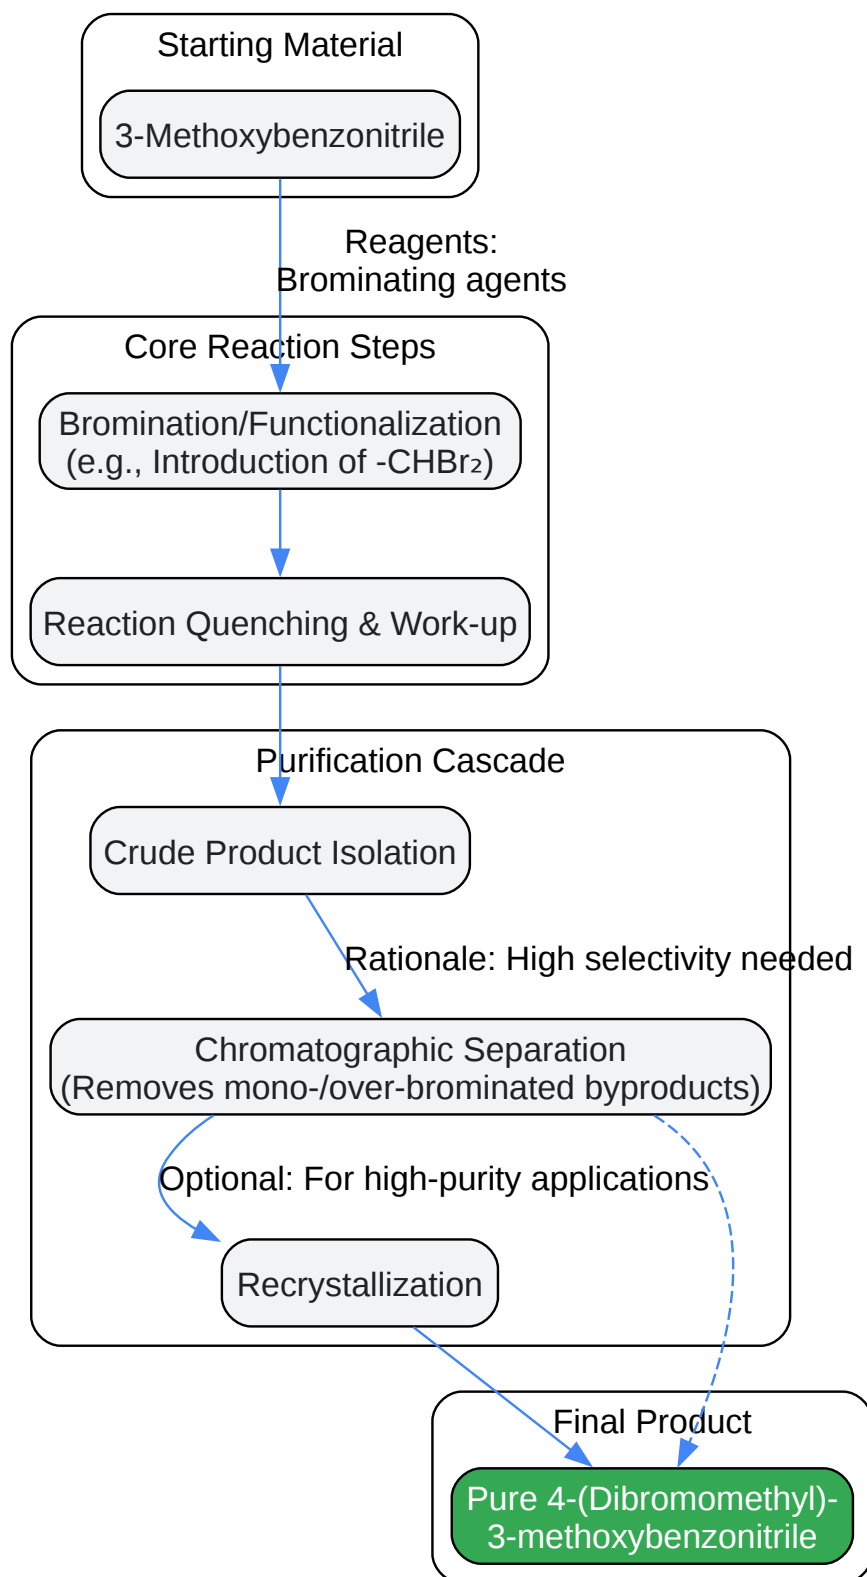 Starting Material
3-Methoxybenzonitrile
Reagents:
Brominating agents
Core Reaction Steps
Bromination/Functionalization
(e.g., Introduction of -CHBr₂)
Reaction Quenching & Work-up
Purification Cascade
Crude Product Isolation
Rationale: High selectivity needed
Chromatographic Separation
(Removes mono-/over-brominated byproducts)
Optional: For high-purity applications
Recrystallization
Final Product
Pure 4-(Dibromomethyl)-
3-methoxybenzonitrile